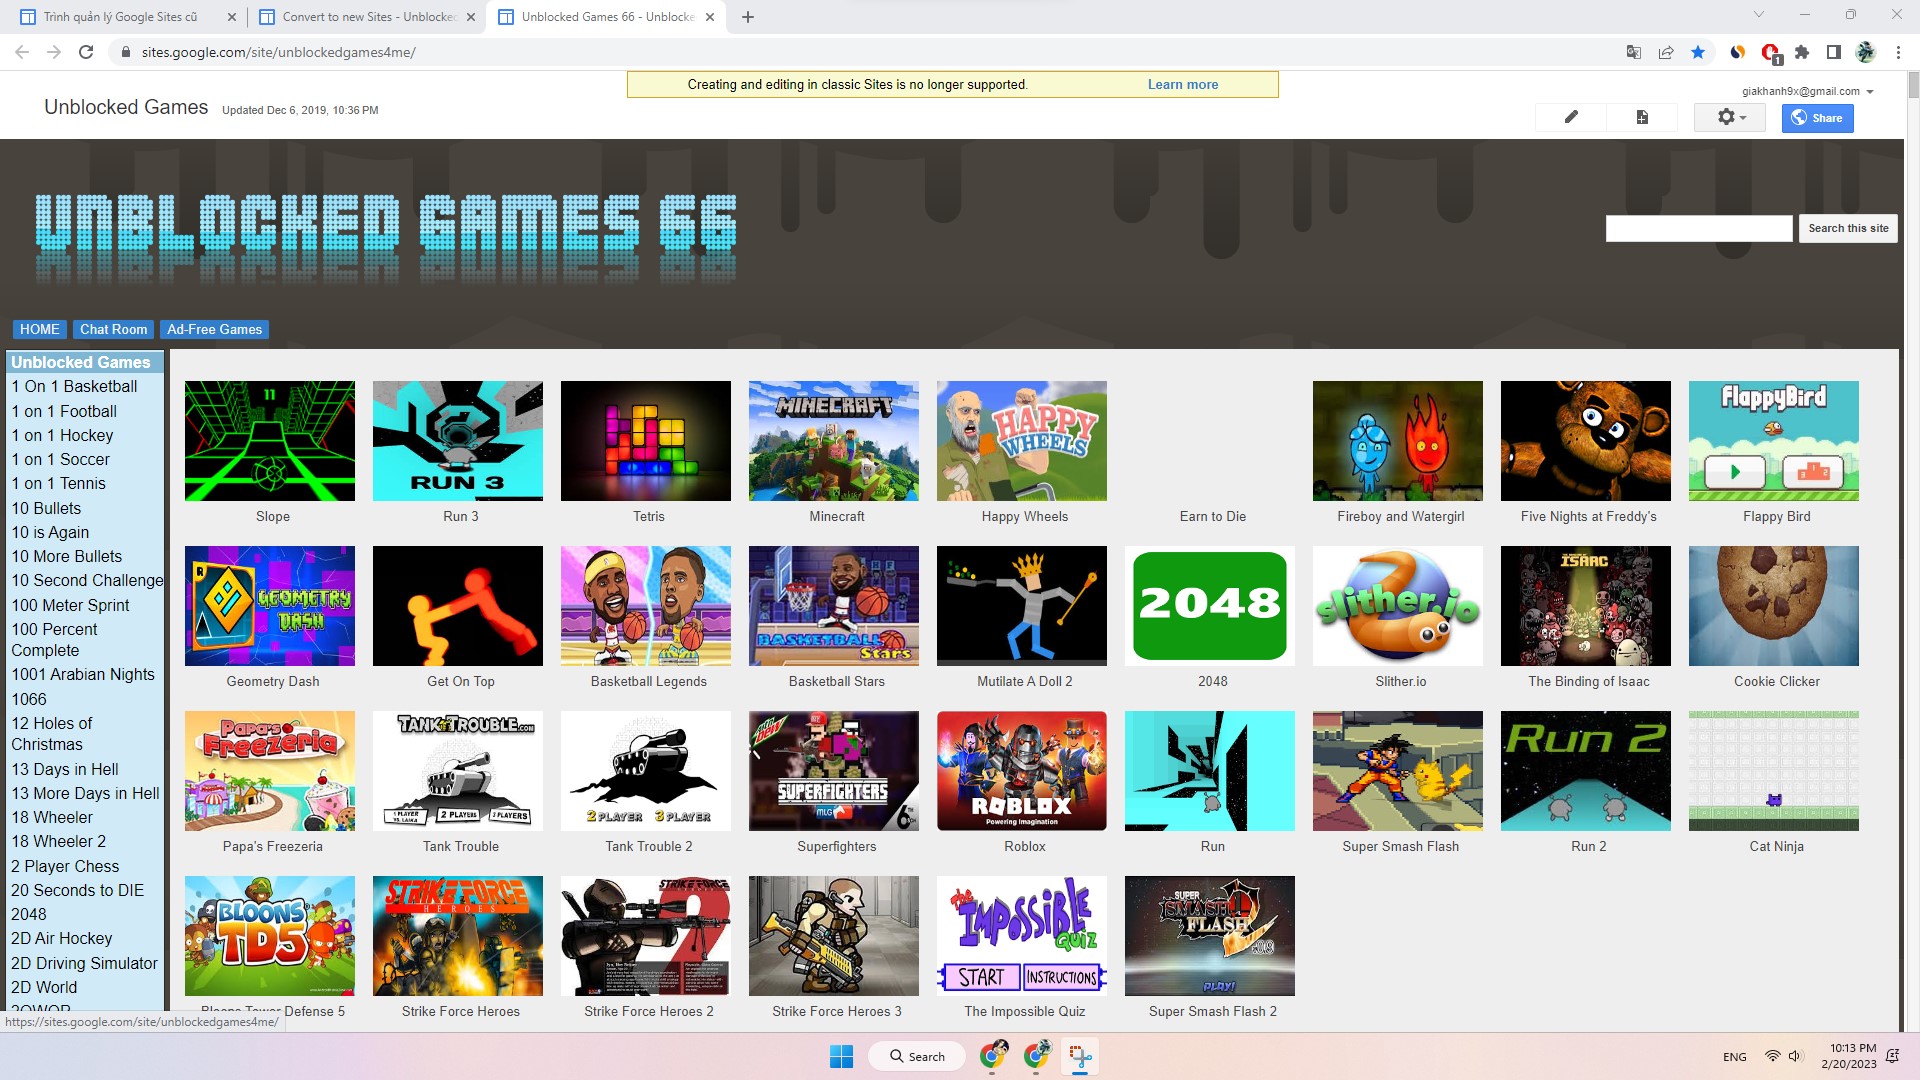 Trình quản lý Google Sites cũ
Convert to new Sites - Unblocked
Unblocked Games 66 - Unblocke
sites.google.com/site/unblockedgames4me/
1
Creating and editing in classic Sites is no longer supported. Learn more
giakhanh9x@gmail.com
Unblocked Games Updated Dec 6, 2019, 10:36 PM
Share
UNBLOCKED GAMES 66
Search this site
HOME Chat Room Ad-Free Games
Unblocked Games
1 On 1 Basketball
1 on 1 Football
1 on 1 Hockey
1 on 1 Soccer
1 on 1 Tennis
10 Bullets
10 is Again
10 More Bullets
10 Second Challenge
100 Meter Sprint
100 Percent
Complete
1001 Arabian Nights
1066
12 Holes of
Christmas
13 Days in Hell
13 More Days in Hell
18 Wheeler
18 Wheeler 2
2 Player Chess
20 Seconds to DIE
2048
2D Air Hockey
2D Driving Simulator
2D World
2QWOP
11
RUN 3
MINECRAFT
HAPPY
WHEELS
FlappyBird
1 2
Slope
Run 3
Tetris
Minecraft
Happy Wheels
Earn to Die
Fireboy and Watergirl
Five Nights at Freddy's
Flappy Bird
R
GEOMETRY
DASH
BASKETBALL
Stars
2048
slither.io
ISAAC
Geometry Dash
Get On Top
Basketball Legends
Basketball Stars
Mutilate A Doll 2
2048
Slither.io
The Binding of Isaac
Cookie Clicker
Papa's
Freezeria
TANK TROUBLE.COM
1 PLAYER
VS. LAIKA
2 PLAYERS
3 PLAYERS
2 PLAYER 3 PLAYER
SUPERFIGHTERS
MLG
6th
ROBLOX
Powering Imagination
Run 2
Papa's Freezeria
Tank Trouble
Tank Trouble 2
Superfighters
Roblox
Run
Super Smash Flash
Run 2
Cat Ninja
BLOONS
TD5
STRIKE FORCE
HEROES
STRIKE FORCE
2
the
IMPOSSIBLE
QUIZ
START INSTRUCTIONS
SUPER
SMASH
FLASH
2
PLAY!
Bloons Tower Defense 5
Strike Force Heroes
Strike Force Heroes 2
Strike Force Heroes 3
The Impossible Quiz
Super Smash Flash 2
https://sites.google.com/site/unblockedgames4me/
Search
ENG
10:13 PM
2/20/2023